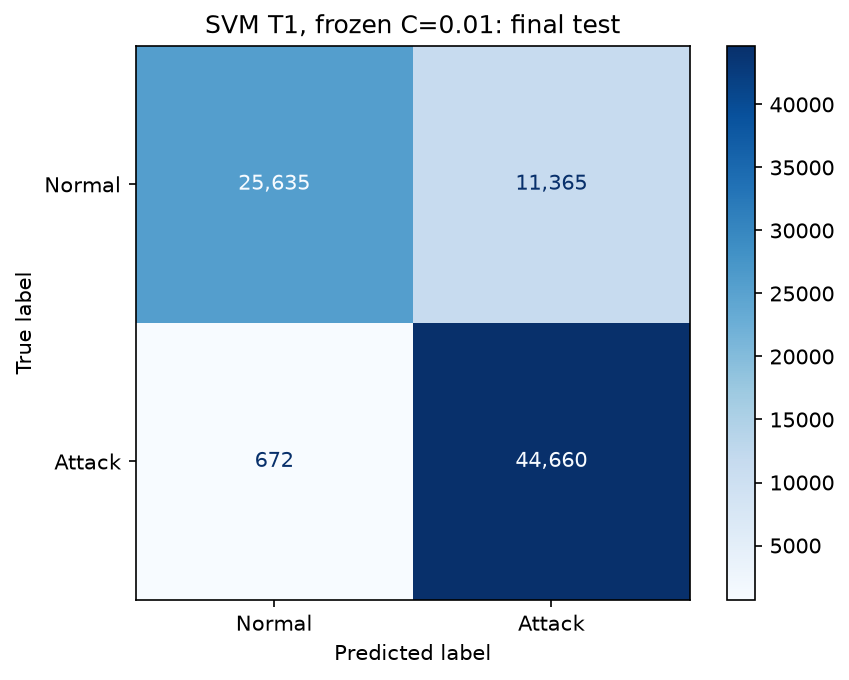 SVM T1, frozen C=0.01: final test
True label
Normal
Attack
25,635
11,365
672
44,660
Normal
Attack
Predicted label
40000
35000
30000
25000
20000
15000
10000
5000